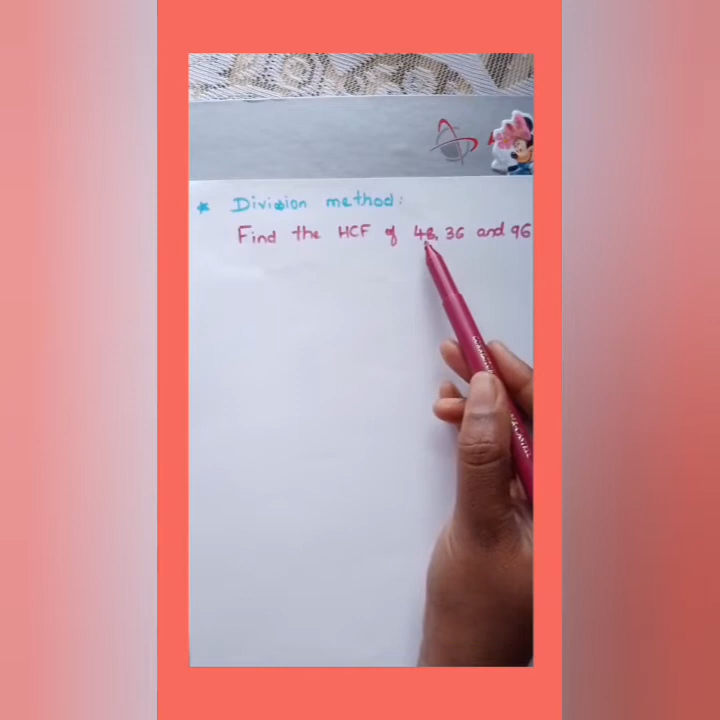 * Division method:
Find the HCF of 48, 36 and 96